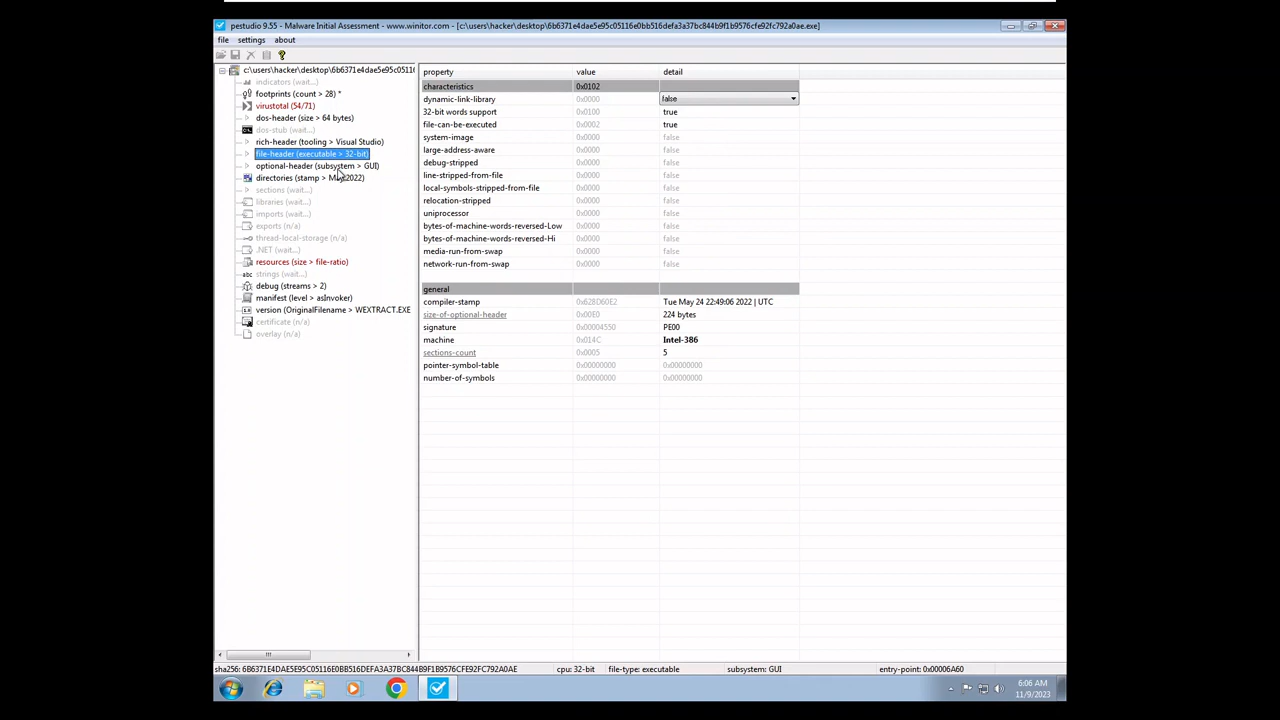 pestudio 9.55 - Malware Initial Assessment - www.winitor.com - [c:\users\hacker\desktop\6b6371e4dae5e95c05116e0bb516defa3a37bc844b9f1b9576cfe92fc792a0ae.exe]
file settings about
c:\users\hacker\desktop\6b6371e4dae5e95c0511
indicators (wait...)
footprints (count > 28) *
virustotal (54/71)
dos-header (size > 64 bytes)
dos-stub (wait...)
rich-header (tooling > Visual Studio)
file-header (executable > 32-bit)
optional-header (subsystem > GUI)
directories (stamp > May2022)
sections (wait...)
libraries (wait...)
imports (wait...)
exports (n/a)
thread-local-storage (n/a)
.NET (wait...)
resources (size > file-ratio)
strings (wait...)
debug (streams > 2)
manifest (level > asInvoker)
version (OriginalFilename > WEXTRACT.EXE
certificate (n/a)
overlay (n/a)
property value detail
characteristics 0x0102
dynamic-link-library 0x0000 false
32-bit words support 0x0100 true
file-can-be-executed 0x0002 true
system-image 0x0000 false
large-address-aware 0x0000 false
debug-stripped 0x0000 false
line-stripped-from-file 0x0000 false
local-symbols-stripped-from-file 0x0000 false
relocation-stripped 0x0000 false
uniprocessor 0x0000 false
bytes-of-machine-words-reversed-Low 0x0000 false
bytes-of-machine-words-reversed-Hi 0x0000 false
media-run-from-swap 0x0000 false
network-run-from-swap 0x0000 false
general
compiler-stamp 0x628D60E2 Tue May 24 22:49:06 2022 | UTC
size-of-optional-header 0x00E0 224 bytes
signature 0x00004550 PE00
machine 0x014C Intel-386
sections-count 0x0005 5
pointer-symbol-table 0x00000000 0x00000000
number-of-symbols 0x00000000 0x00000000
sha256: 6B6371E4DAE5E95C05116E0BB516DEFA3A37BC844B9F1B9576CFE92FC792A0AE cpu: 32-bit file-type: executable subsystem: GUI entry-point: 0x00006A60
6:06 AM
11/9/2023